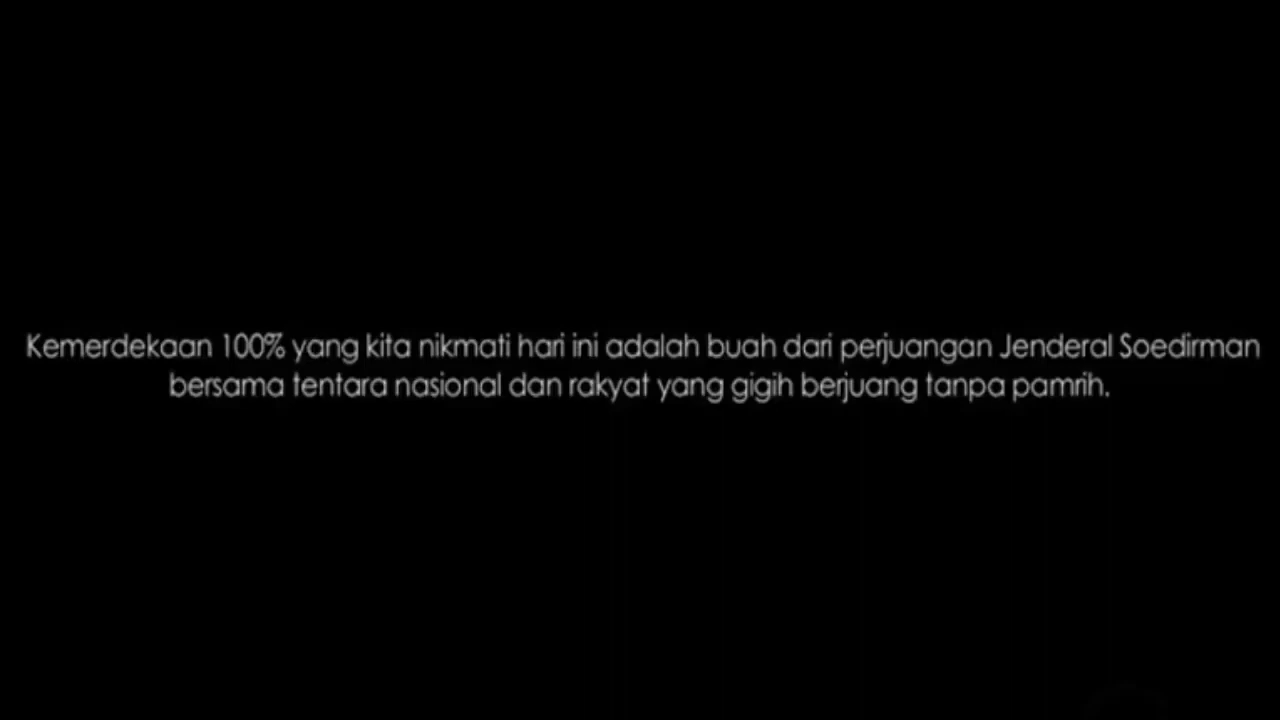 Kemerdekaan 100% yang kita nikmati hari ini adalah buah dari perjuangan Jenderal Soedirman
bersama tentara nasional dan rakyat yang gigih berjuang tanpa pamrih.